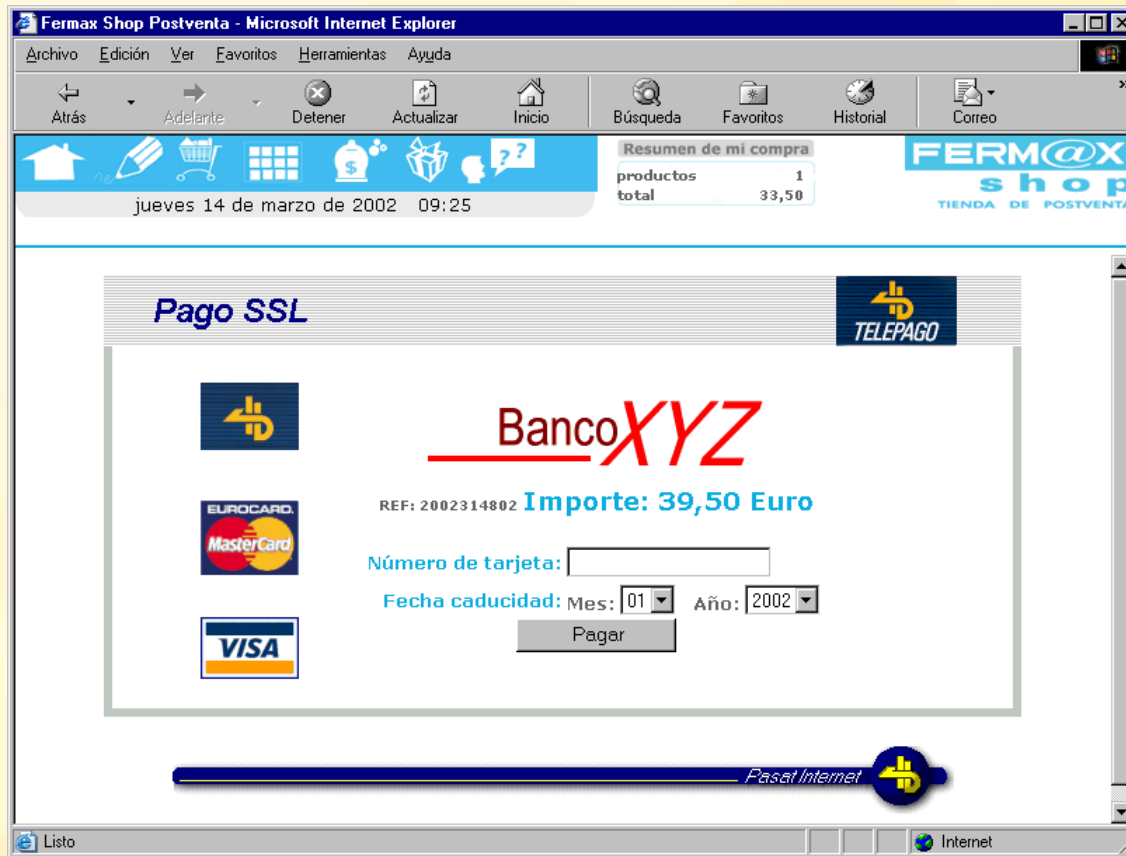 Fermax Shop Postventa - Microsoft Internet Explorer
Archivo Edición Ver Favoritos Herramientas Ayuda
Atrás Adelante Detener Actualizar Inicio Búsqueda Favoritos Historial Correo »
$ ? ?
Resumen de mi compra
productos 1
total 33,50
FERM@X
shop
TIENDA DE POSTVENTA
jueves 14 de marzo de 2002 09:25
Pago SSL
TELEPAGO
Banco XYZ
REF: 2002314802 Importe: 39,50 Euro
EUROCARD.
MasterCard
Número de tarjeta:
Fecha caducidad: Mes: 01 Año: 2002
Pagar
VISA
Pasat Internet
Listo Internet